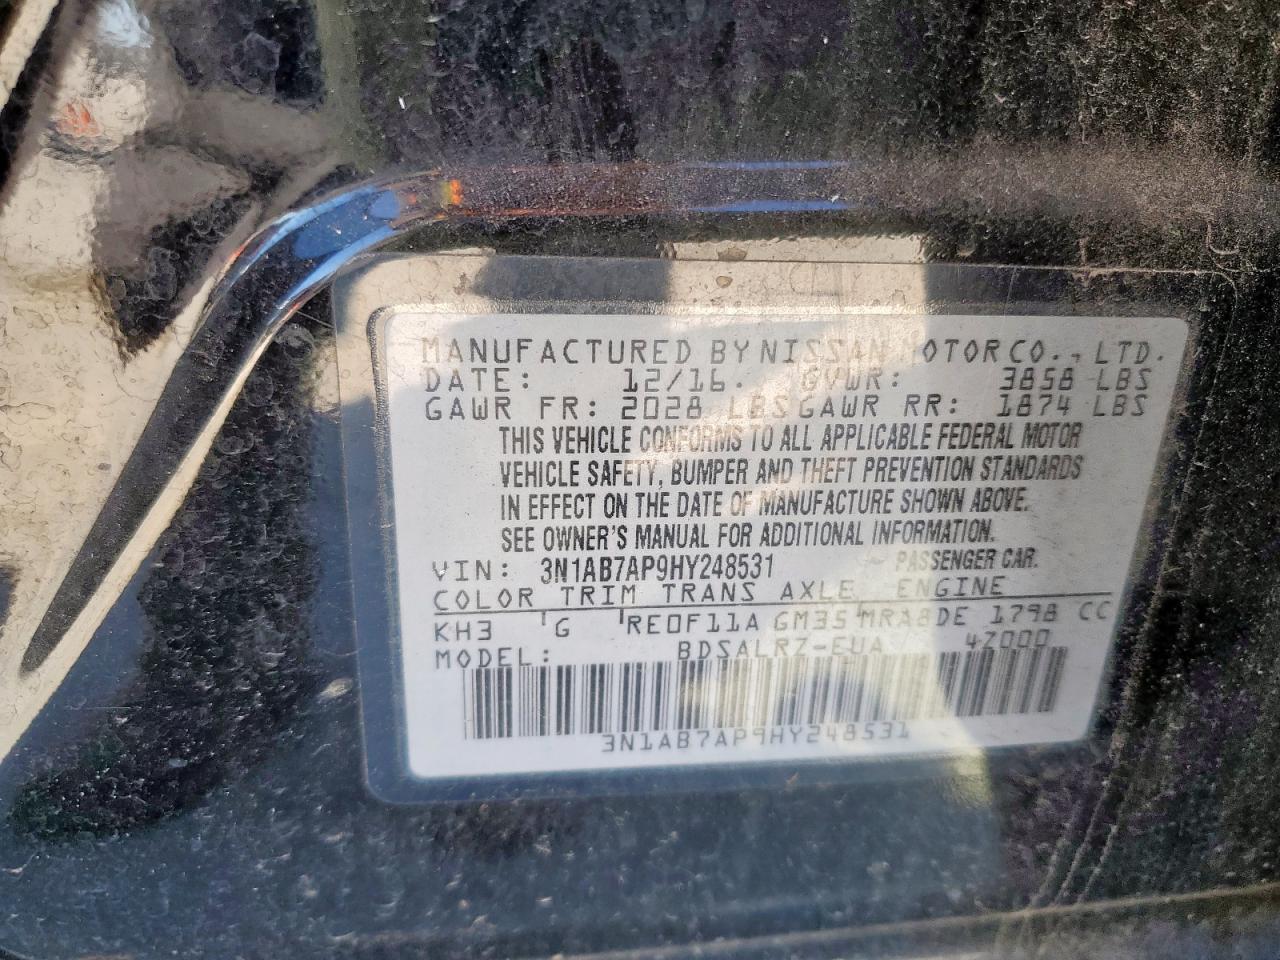 MANUFACTURED BY NISSAN MOTOR CO., LTD.
DATE: 12/16. GVWR: 3858 LBS
GAWR FR: 2028 LBS GAWR RR: 1874 LBS
THIS VEHICLE CONFORMS TO ALL APPLICABLE FEDERAL MOTOR
VEHICLE SAFETY, BUMPER AND THEFT PREVENTION STANDARDS
IN EFFECT ON THE DATE OF MANUFACTURE SHOWN ABOVE.
SEE OWNER'S MANUAL FOR ADDITIONAL INFORMATION.
VIN: 3N1AB7AP9HY248531 PASSENGER CAR.
COLOR TRIM TRANS AXLE ENGINE
KH3 G RE0F11A GM35 MRA8DE 1798 CC
MODEL: BDSALRZ-EUA 4Z000
3N1AB7AP9HY248531